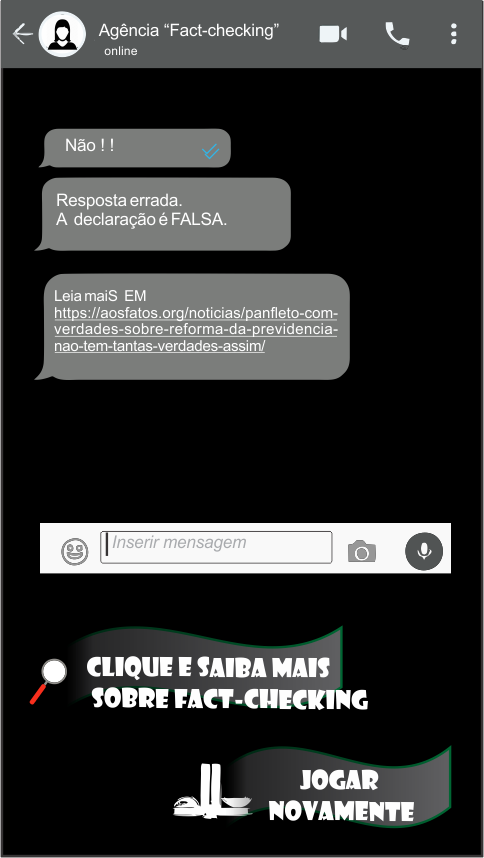 Agência “Fact-checking”
online
Não ! !
Resposta errada.
A declaração é FALSA.
Leia maiS EM
https://aosfatos.org/noticias/panfleto-com-
verdades-sobre-reforma-da-previdencia-
nao-tem-tantas-verdades-assim/
Inserir mensagem
CLIQUE E SAIBA MAIS
SOBRE FACT-CHECKING
JOGAR
NOVAMENTE